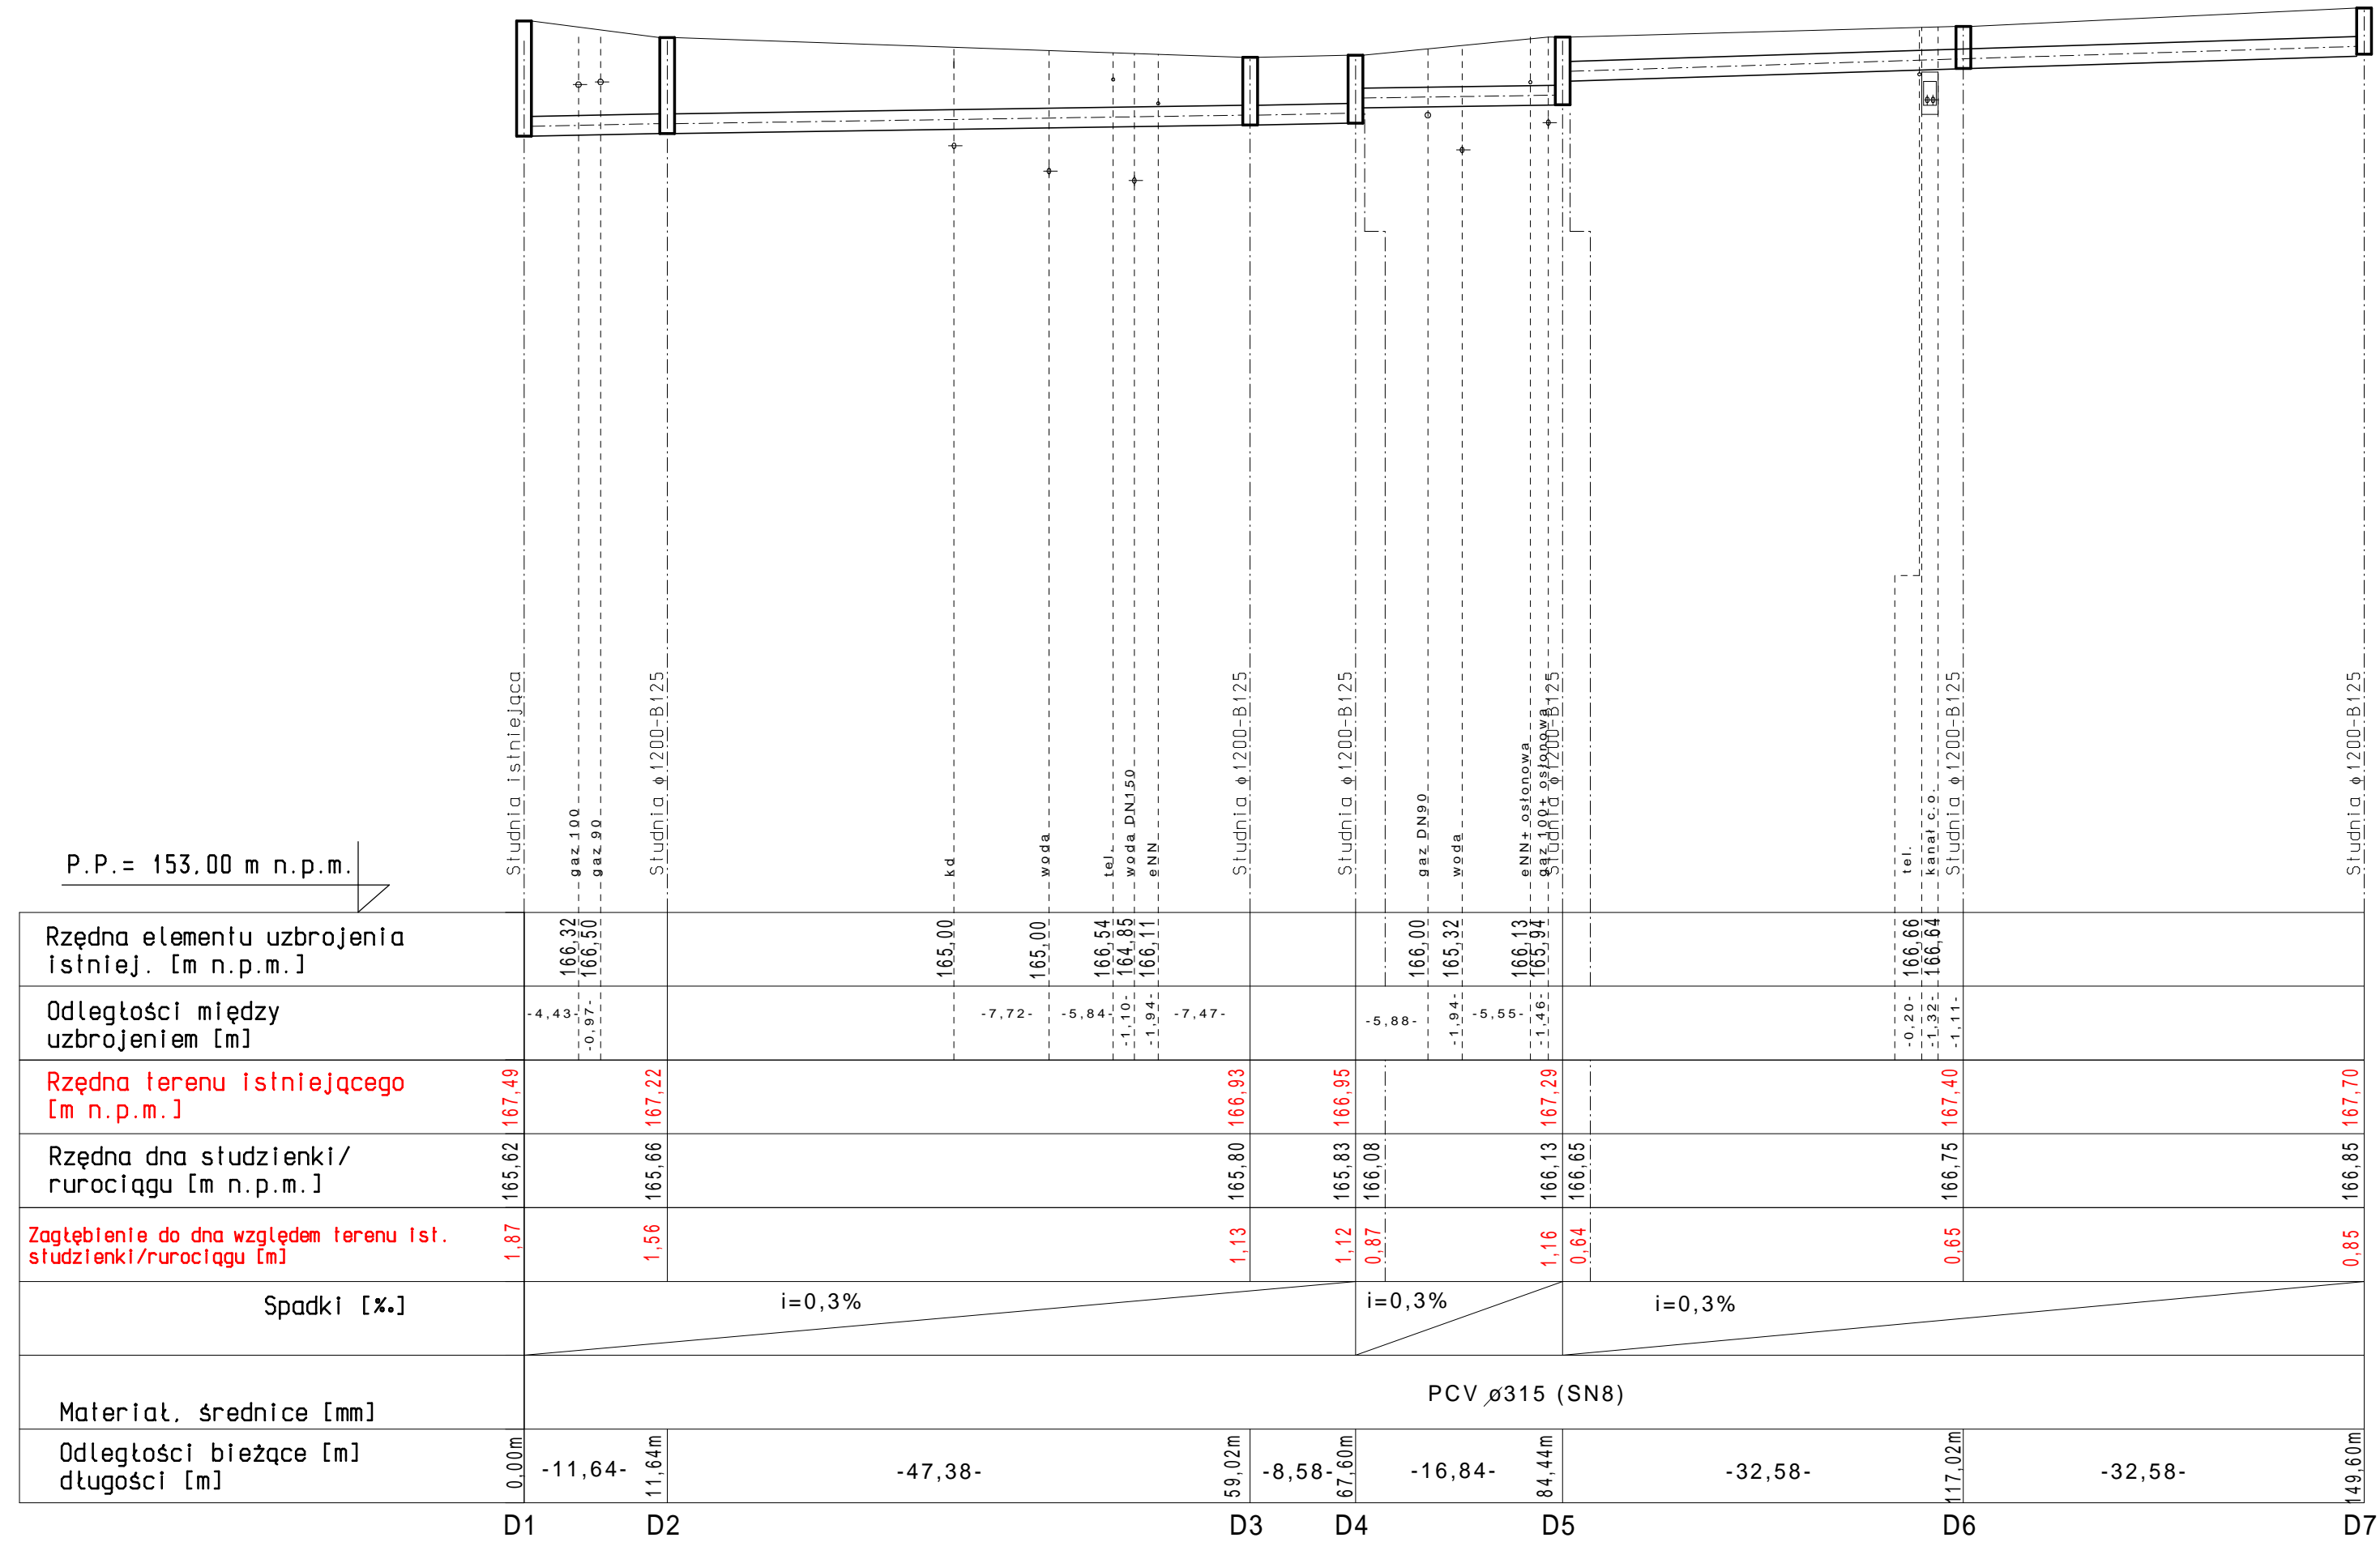 Studnia istniejąca
gaz 100
gaz 90
Studnia ϕ1200-B125
kd
woda
tel.
woda DN150
eNN
Studnia ϕ1200-B125
Studnia ϕ1200-B125
gaz DN90
woda
eNN+ osłonowa
gaz 100+ osłonowa
Studnia ϕ1200-B125
tel.
kanał c.o.
Studnia ϕ1200-B125
Studnia ϕ1200-B125
P.P.= 153,00 m n.p.m.
Rzędna elementu uzbrojenia
istniej. [m n.p.m.]
166,32
166,50
165,00
165,00
166,54
164,85
166,11
166,00
165,32
166,13
165,94
166,66
166,64
Odległości między
uzbrojeniem [m]
-4,43-
-0,97-
-7,72-
-5,84-
-1,10-
-1,94-
-7,47-
-5,88-
-1,94-
-5,55-
-1,46-
-0,20-
-1,32-
-1,11-
Rzędna terenu istniejącego
[m n.p.m.]
167,49
167,22
166,93
166,95
167,29
167,40
167,70
Rzędna dna studzienki/
rurociągu [m n.p.m.]
165,62
165,66
165,80
165,83
166,08
166,13
166,65
166,75
166,85
Zagłębienie do dna względem terenu ist.
studzienki/rurociągu [m]
1,87
1,56
1,13
1,12
0,87
1,16
0,64
0,65
0,85
Spadki [‰]
i=0,3%
i=0,3%
i=0,3%
Materiał, średnice [mm]
PCV ø315 (SN8)
Odległości bieżące [m]
długości [m]
0,00m
-11,64-
11,64m
-47,38-
59,02m
-8,58-
67,60m
-16,84-
84,44m
-32,58-
117,02m
-32,58-
149,60m
D1
D2
D3
D4
D5
D6
D7